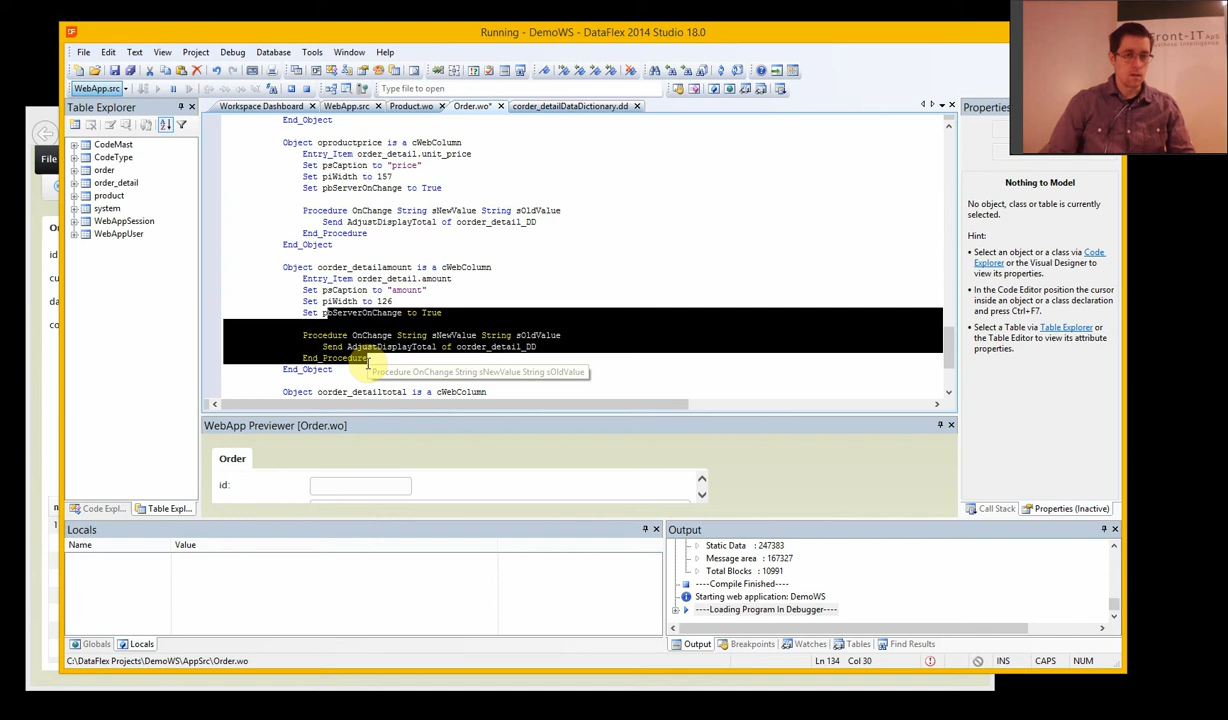 Running - DemoWS - DataFlex 2014 Studio 18.0
Front-IT Aps
Business Intelligence
File Edit Text View Project Debug Database Tools Window Help
WebApp.src
Type file to open
Table Explorer
Workspace Dashboard
WebApp.src
Product.wo
Order.wo*
corder_detailDataDictionary.dd
Properties
CodeMast
CodeType
order
order_detail
product
system
WebAppSession
WebAppUser
End_Object
Object oproductprice is a cWebColumn
Entry_Item order_detail.unit_price
Set psCaption to "price"
Set piWidth to 157
Set pbServerOnChange to True
Procedure OnChange String sNewValue String sOldValue
Send AdjustDisplayTotal of oorder_detail_DD
End_Procedure
End_Object
Object oorder_detailamount is a cWebColumn
Entry_Item order_detail.amount
Set psCaption to "amount"
Set piWidth to 126
Set pbServerOnChange to True
Procedure OnChange String sNewValue String sOldValue
Send AdjustDisplayTotal of oorder_detail_DD
End_Procedure
Procedure OnChange String sNewValue String sOldValue
End_Object
Object oorder_detailtotal is a cWebColumn
Nothing to Model
No object, class or table is currently
selected.
Hint:
Select an object or a class via Code
Explorer or the Visual Designer to
view its properties.
In the Code Editor position the cursor
inside an object or a class declaration
and press Ctrl+F7.
Select a Table via Table Explorer or
the Table Editor to view its attribute
properties.
WebApp Previewer [Order.wo]
Order
id:
Code Expl...
Table Expl...
Call Stack
Properties (Inactive)
Locals
Name
Value
Globals
Locals
Output
Static Data : 247383
Message area : 167327
Total Blocks : 10991
----Compile Finished----
Starting web application: DemoWS
----Loading Program In Debugger----
Output
Breakpoints
Watches
Tables
Find Results
C:\DataFlex Projects\DemoWS\AppSrc\Order.wo
Ln 134 Col 30
INS
CAPS
NUM
File
Ord
id
cu
da